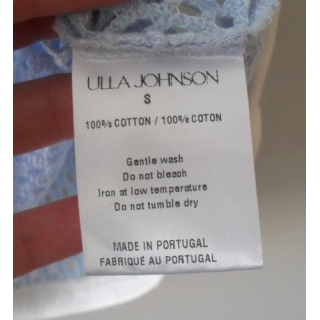 ULLA JOHNSON
S
100% COTTON / 100% COTON
Gentle wash
Do not bleach
Iron at low temperature
Do not tumble dry
MADE IN PORTUGAL
FABRIQUÉ AU PORTUGAL